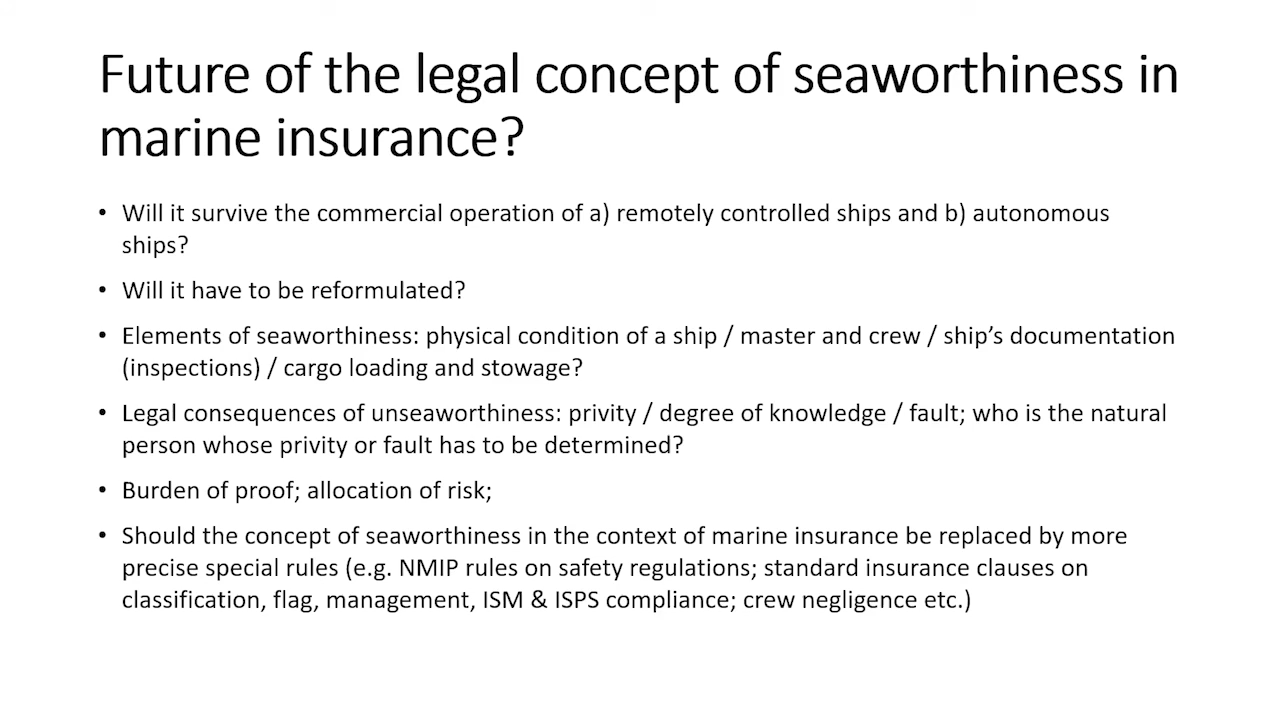 Future of the legal concept of seaworthiness in
marine insurance?
• Will it survive the commercial operation of a) remotely controlled ships and b) autonomous
ships?
• Will it have to be reformulated?
• Elements of seaworthiness: physical condition of a ship / master and crew / ship’s documentation
(inspections) / cargo loading and stowage?
• Legal consequences of unseaworthiness: privity / degree of knowledge / fault; who is the natural
person whose privity or fault has to be determined?
• Burden of proof; allocation of risk;
• Should the concept of seaworthiness in the context of marine insurance be replaced by more
precise special rules (e.g. NMIP rules on safety regulations; standard insurance clauses on
classification, flag, management, ISM & ISPS compliance; crew negligence etc.)